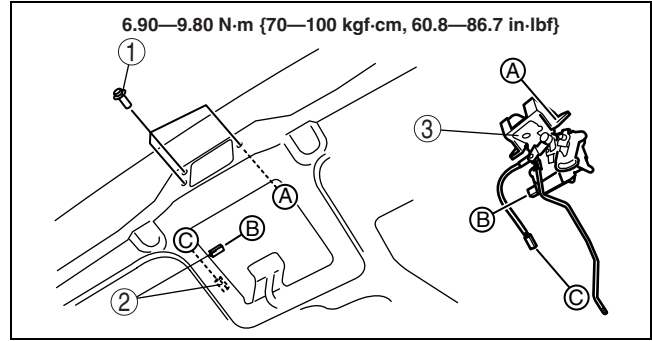 6.90—9.80 N·m {70—100 kgf·cm, 60.8—86.7 in·lbf}
1
A
3
A
C
B
B
2
C